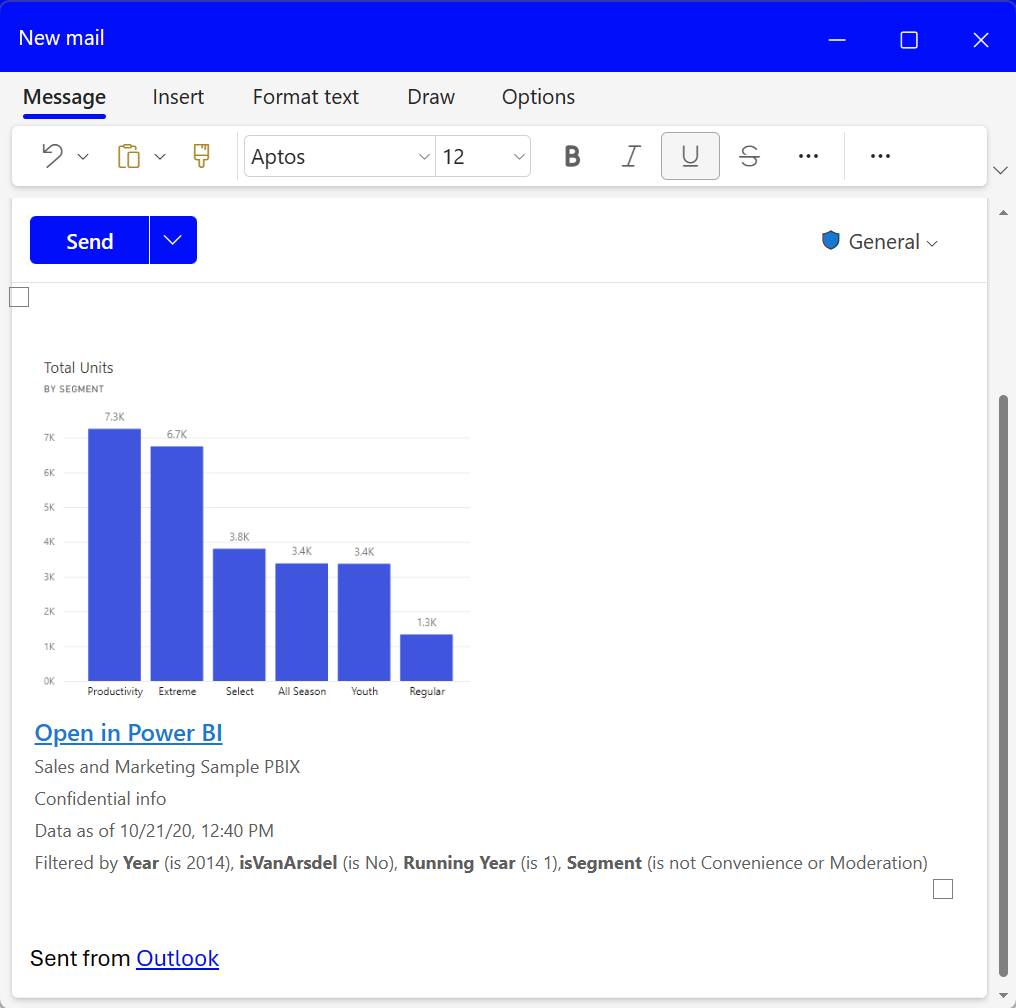 New mail
Message Insert Format text Draw Options
Aptos 12 B I U S
Send General
Total Units
BY SEGMENT
7.3K
6.7K
7K
6K
5K
3.8K
4K
3.4K 3.4K
3K
2K
1.3K
1K
0K
Productivity Extreme Select All Season Youth Regular
Open in Power BI
Sales and Marketing Sample PBIX
Confidential info
Data as of 10/21/20, 12:40 PM
Filtered by Year (is 2014), isVanArsdel (is No), Running Year (is 1), Segment (is not Convenience or Moderation)
Sent from Outlook